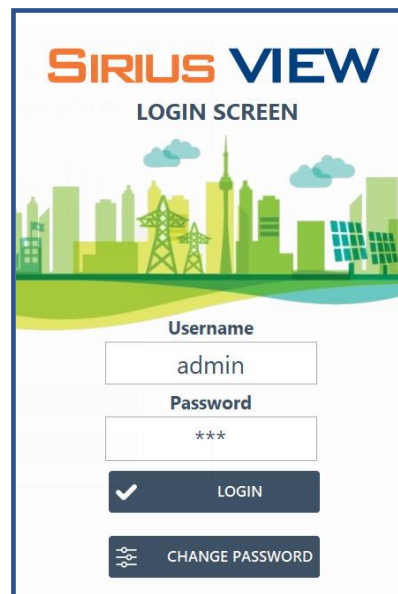 SIRIUS VIEW
LOGIN SCREEN
Username
admin
Password
***
LOGIN
CHANGE PASSWORD